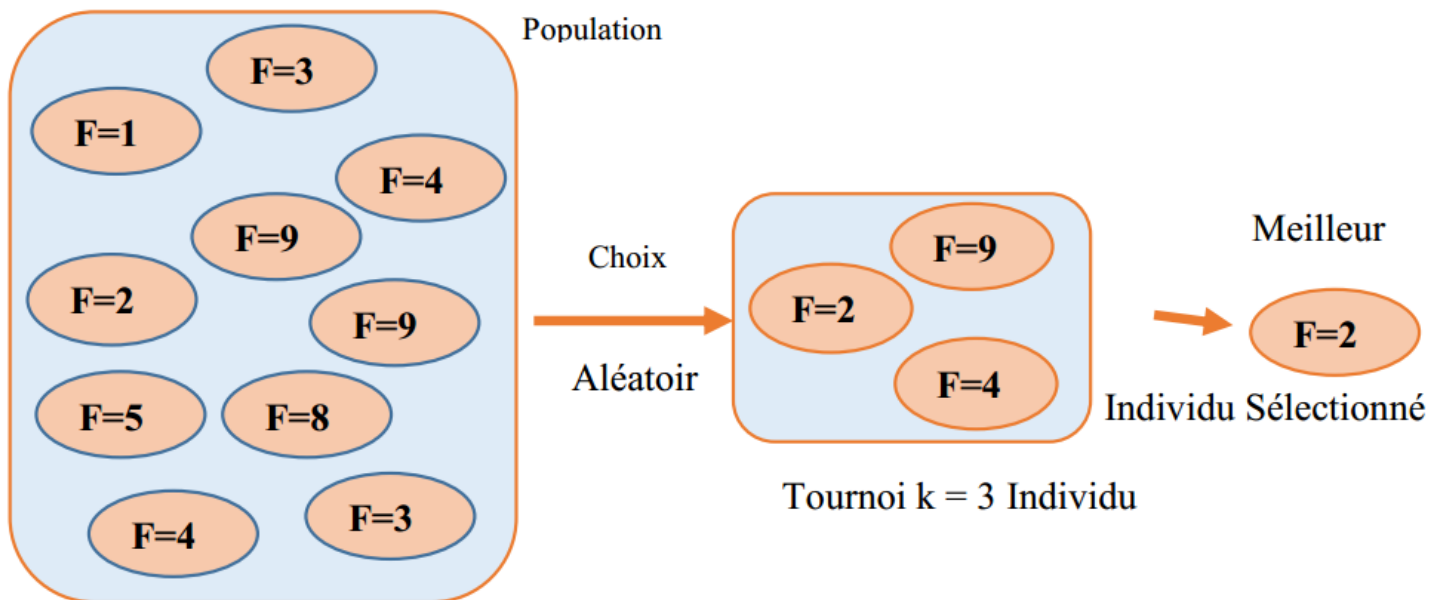 Population
F=3
F=1
F=4
F=9
F=2
F=9
F=5
F=8
F=4
F=3
Choix
Aléatoir
F=9
F=2
F=4
Tournoi k = 3 Individu
Meilleur
F=2
Individu Sélectionné